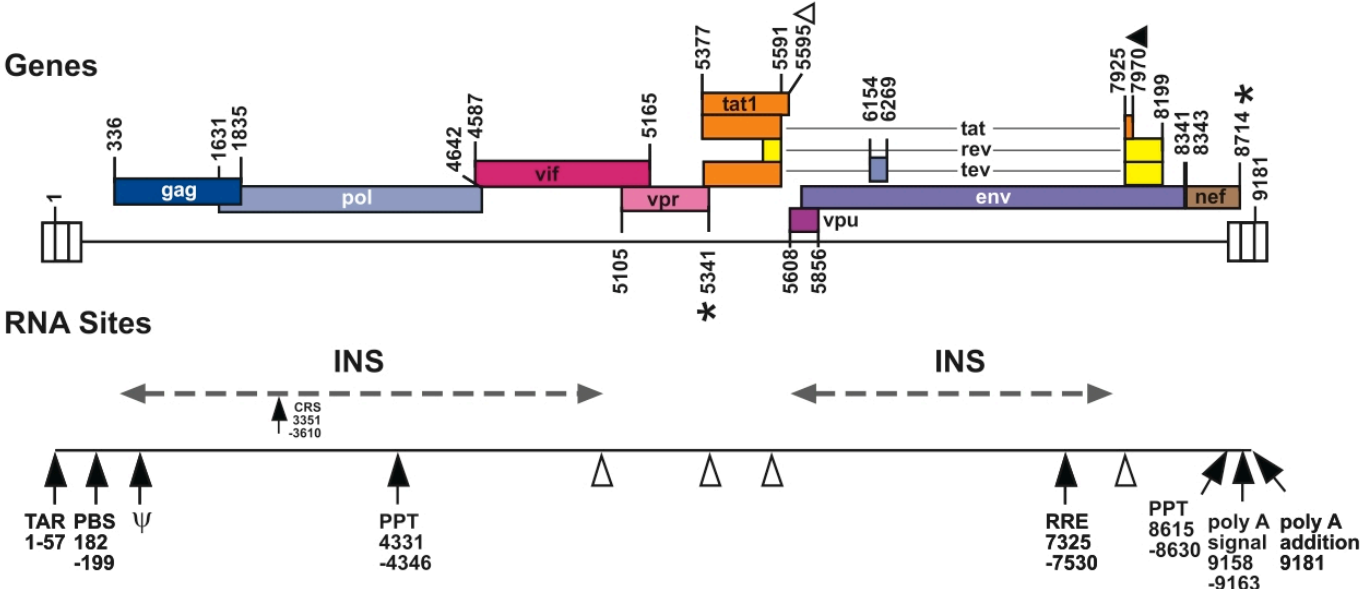 Genes
1
336
1631
1835
4642
4587
5165
5377
5591
5595
6154
6269
7925
7970
8199
8341
8343
8714 *
9181
tat1
tat
rev
tev
vif
gag
pol
vpr
env
nef
vpu
5105
5341
*
5608
5856
RNA Sites
INS
INS
CRS
3351
-3610
TAR
1-57
PBS
182
-199
ψ
PPT
4331
-4346
RRE
7325
-7530
PPT
8615
-8630
poly A
signal
9158
-9163
poly A
addition
9181